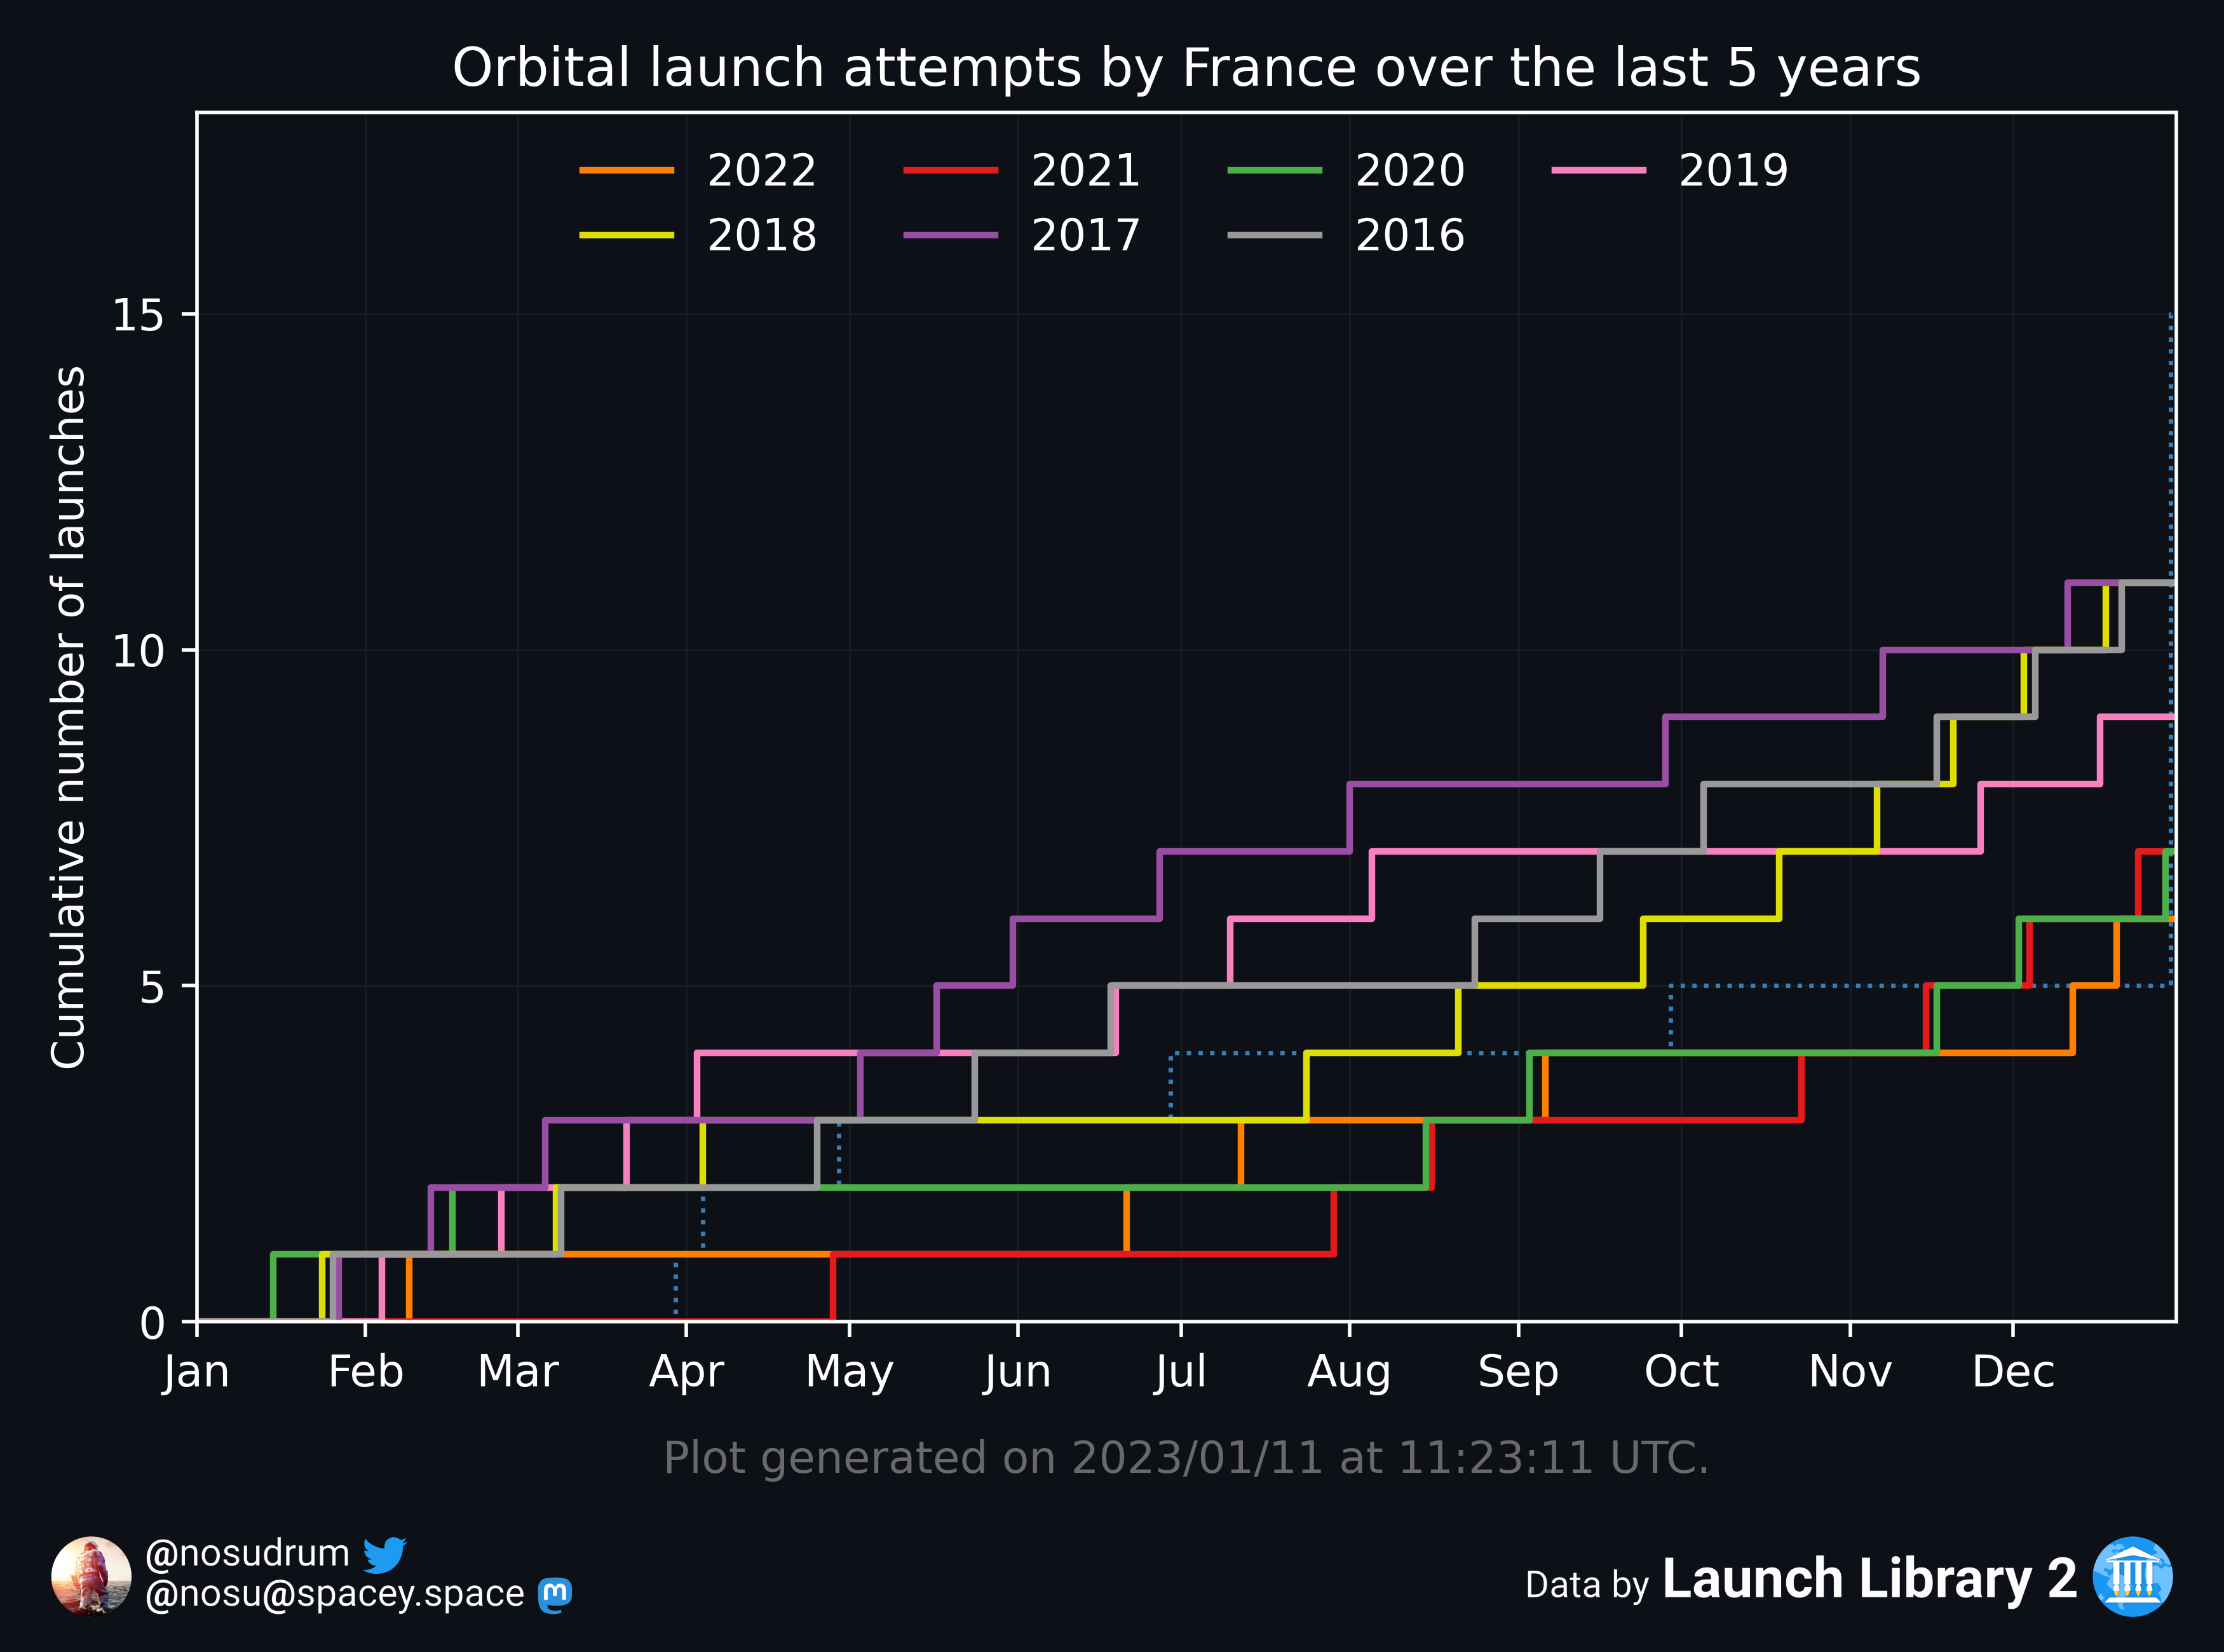 Orbital launch attempts by France over the last 5 years
2022 2021 2020 2019
2018 2017 2016
Cumulative number of launches
15
10
5
0
Jan Feb Mar Apr May Jun Jul Aug Sep Oct Nov Dec
Plot generated on 2023/01/11 at 11:23:11 UTC.
@nosudrum
@nosu@spacey.space
Data by Launch Library 2